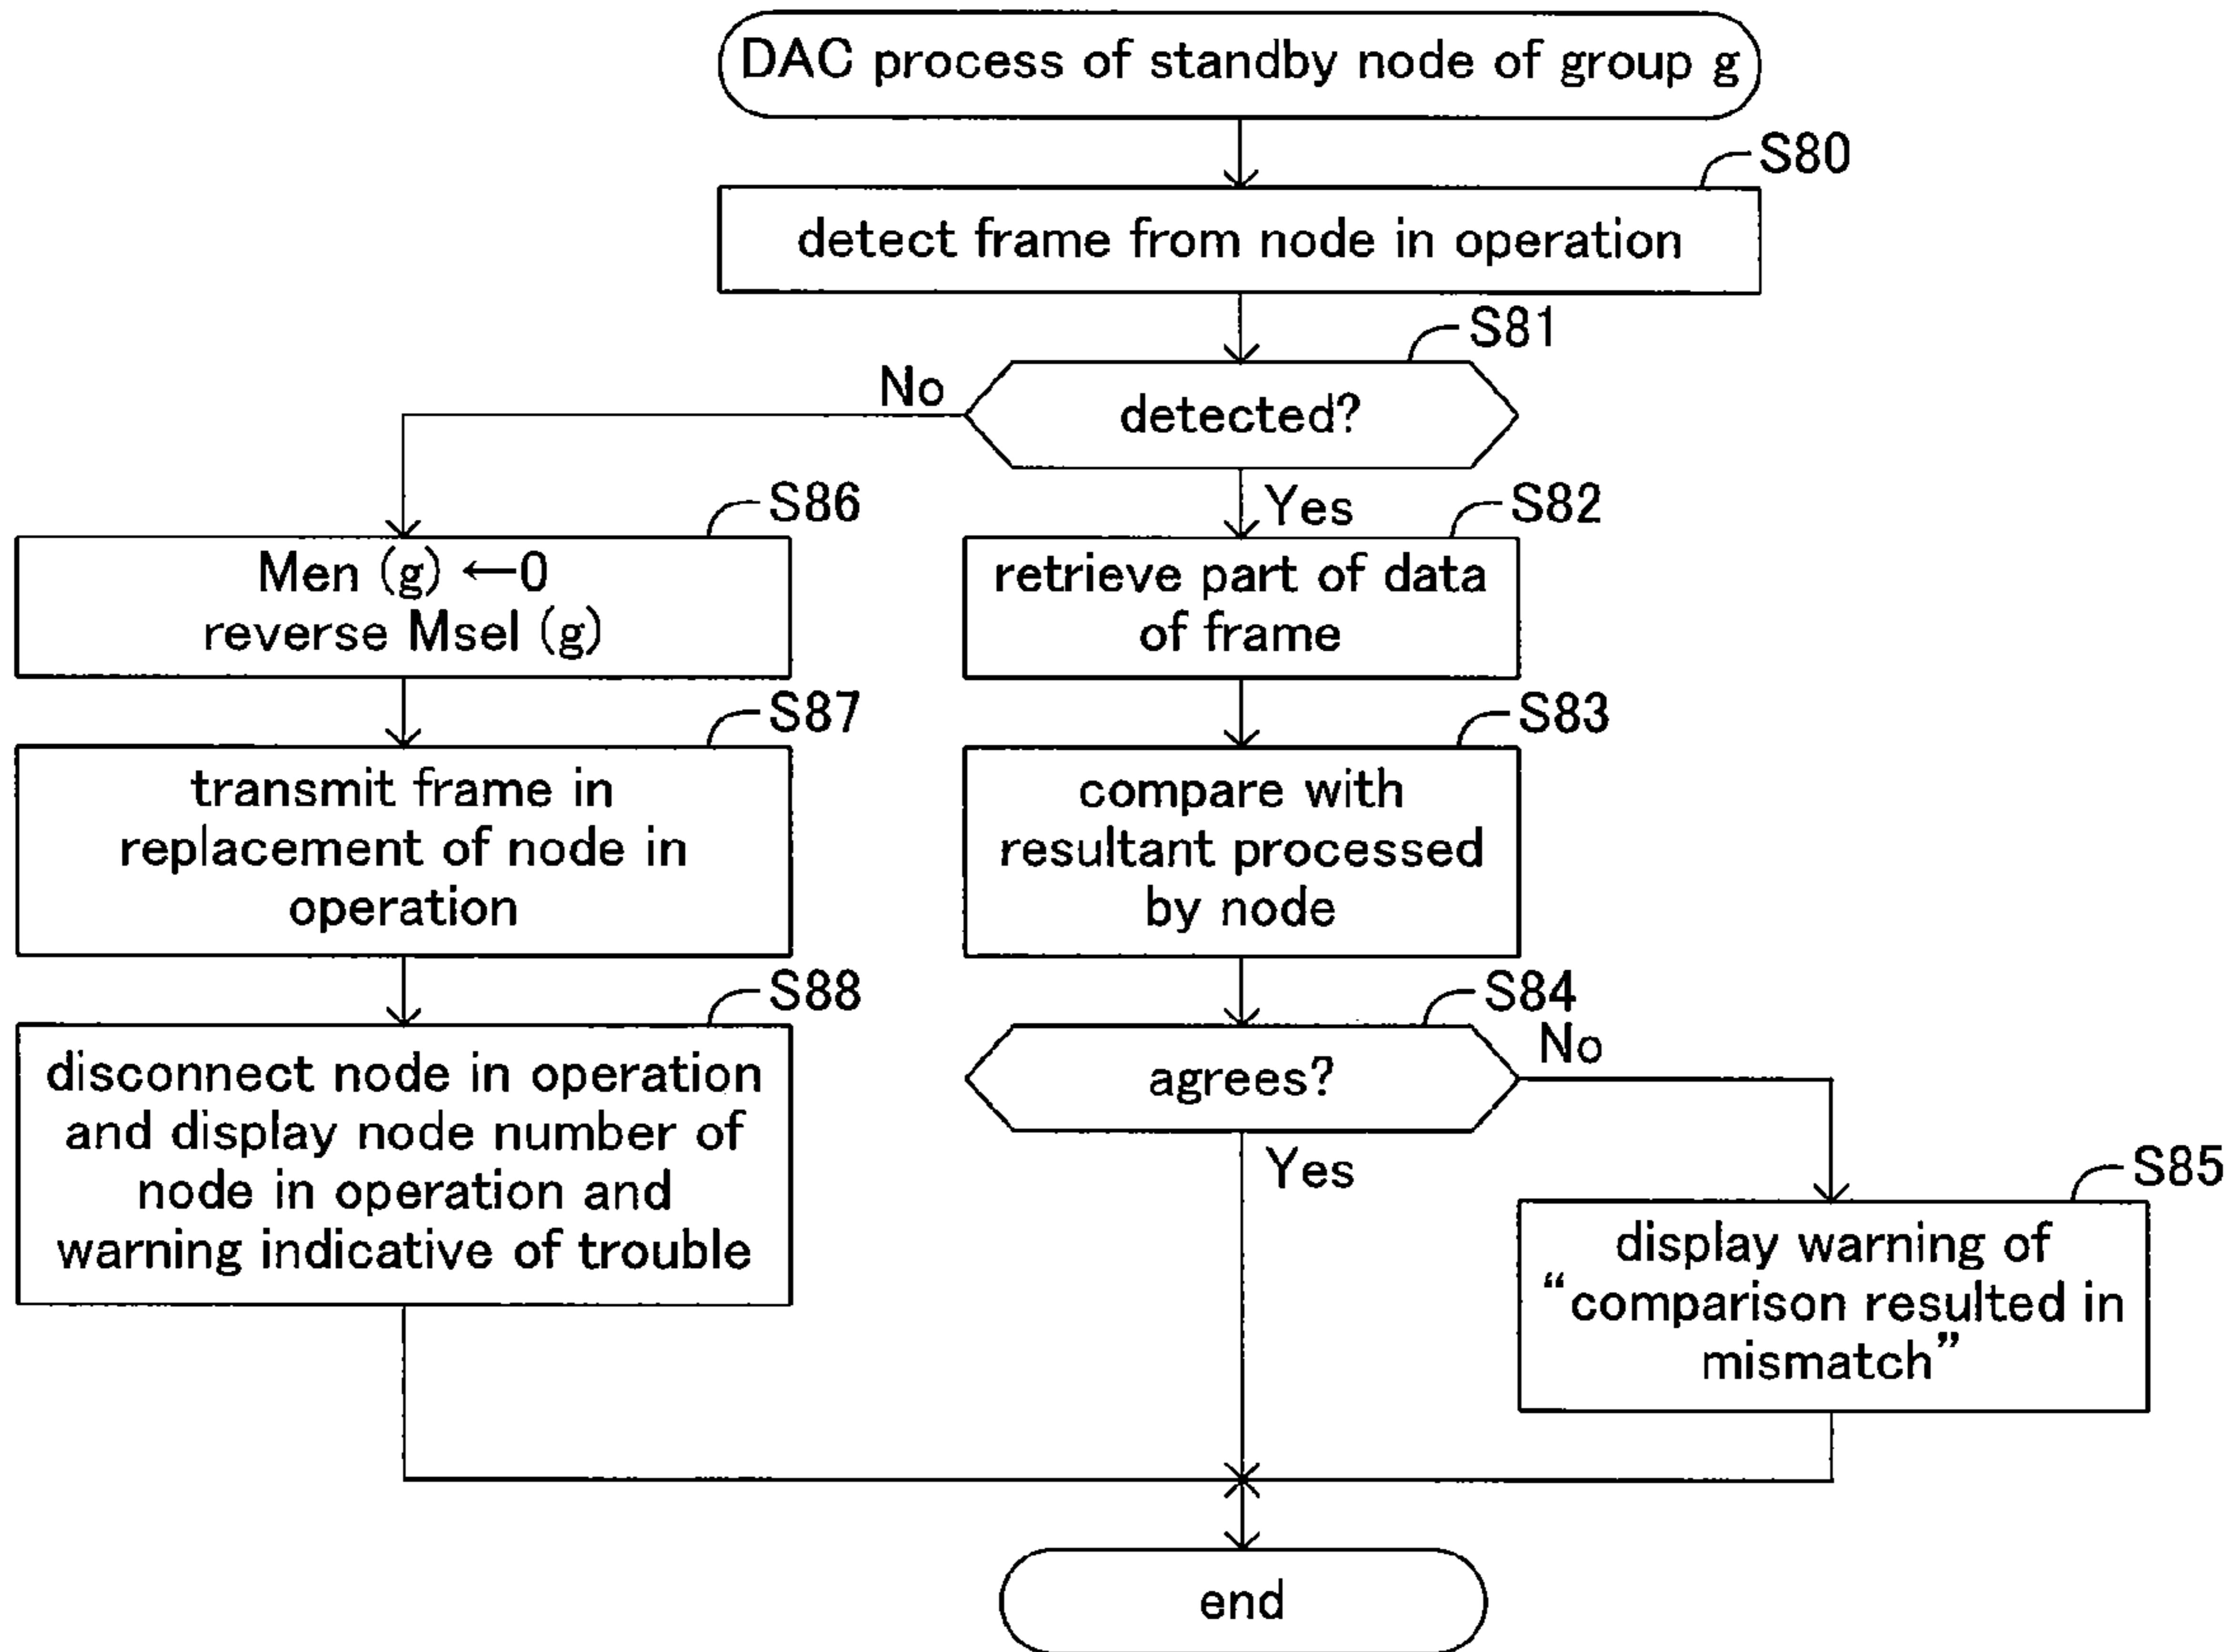 DAC process of standby node of group g
S80
detect frame from node in operation
S81
detected?
No
Yes
S86
Men (g) ←0
reverse Msel (g)
S82
retrieve part of data
of frame
S87
transmit frame in
replacement of node in
operation
S83
compare with
resultant processed
by node
S88
disconnect node in operation
and display node number of
node in operation and
warning indicative of trouble
S84
agrees?
No
Yes
S85
display warning of
“comparison resulted in
mismatch”
end